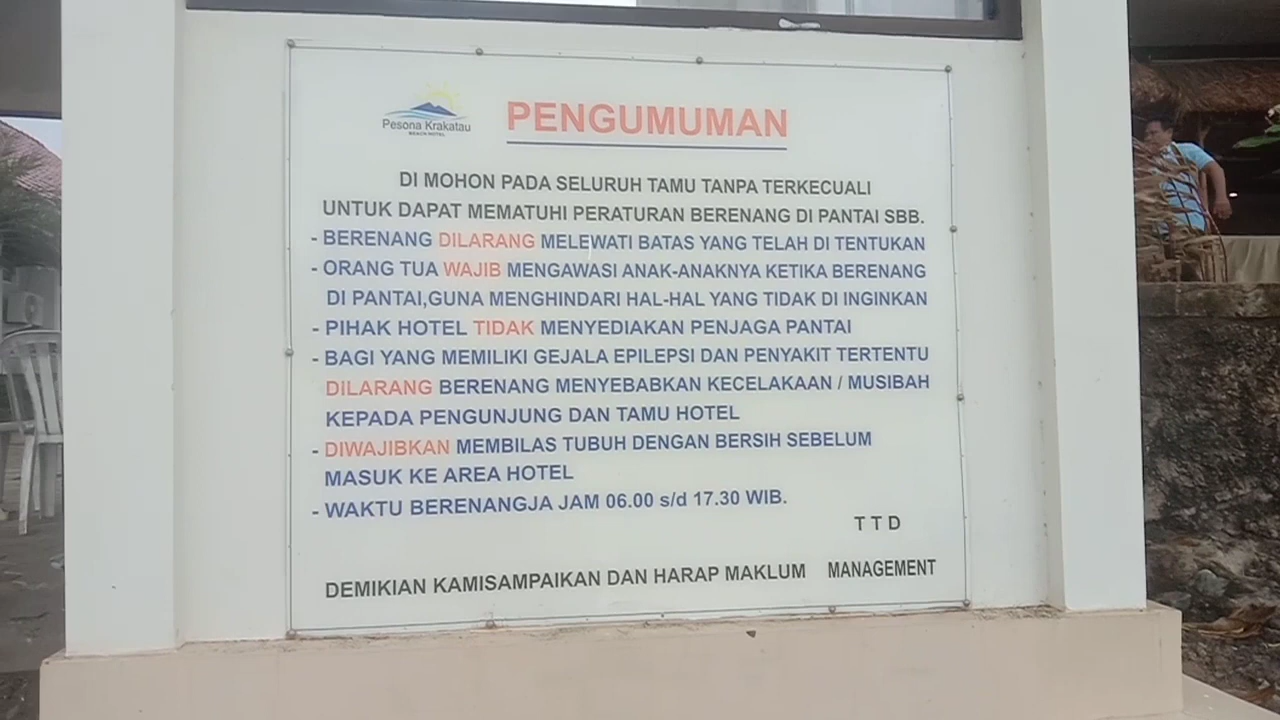 Pesona Krakatau
BEACH HOTEL
PENGUMUMAN
DI MOHON PADA SELURUH TAMU TANPA TERKECUALI
UNTUK DAPAT MEMATUHI PERATURAN BERENANG DI PANTAI SBB.
- BERENANG DILARANG MELEWATI BATAS YANG TELAH DI TENTUKAN
- ORANG TUA WAJIB MENGAWASI ANAK-ANAKNYA KETIKA BERENANG
DI PANTAI,GUNA MENGHINDARI HAL-HAL YANG TIDAK DI INGINKAN
- PIHAK HOTEL TIDAK MENYEDIAKAN PENJAGA PANTAI
- BAGI YANG MEMILIKI GEJALA EPILEPSI DAN PENYAKIT TERTENTU
DILARANG BERENANG MENYEBABKAN KECELAKAAN / MUSIBAH
KEPADA PENGUNJUNG DAN TAMU HOTEL
- DIWAJIBKAN MEMBILAS TUBUH DENGAN BERSIH SEBELUM
MASUK KE AREA HOTEL
- WAKTU BERENANGJA JAM 06.00 s/d 17.30 WIB.
T T D
DEMIKIAN KAMISAMPAIKAN DAN HARAP MAKLUM MANAGEMENT